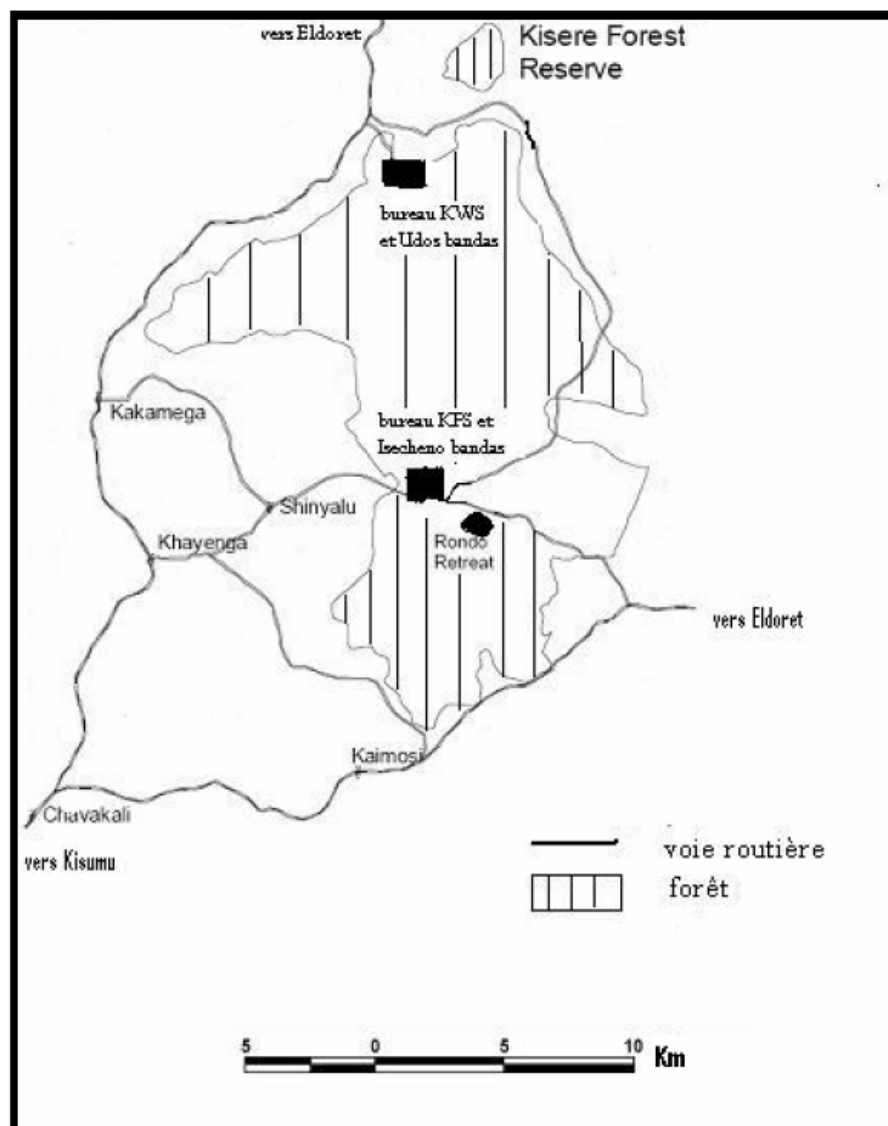 vers Eldoret
Kisere Forest
Reserve
bureau KWS
et Udos bandas
bureau KFS et
Isecheno bandas
Kakamega
Shinyalu
Khayenga
Rondo
Retreat
vers Eldoret
Kaimosi
Chavakali
vers Kisumu
voie routière
forêt
5 0 5 10 Km